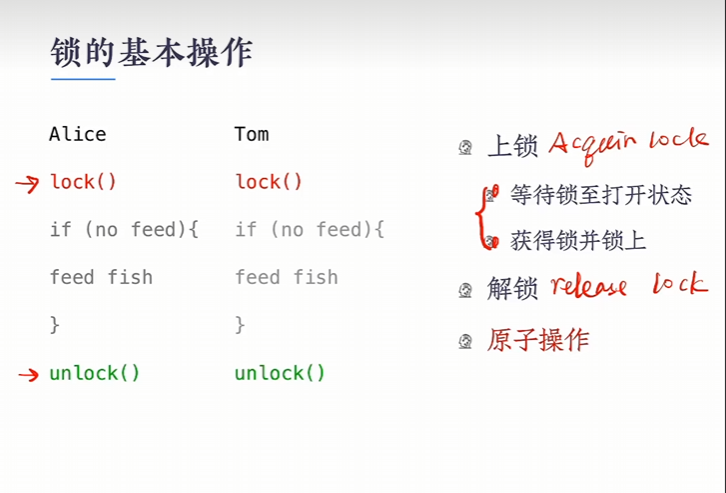 锁的基本操作
Alice Tom
lock() lock()
if (no feed){ if (no feed){
feed fish feed fish
} }
unlock() unlock()
上锁 Acquin lock
等待锁至打开状态
获得锁并锁上
解锁 release lock
原子操作